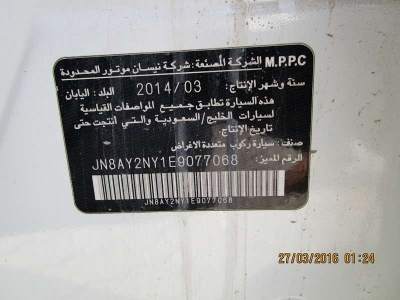 M.P.P.C الشركة المصنعة: شركة نيسان موتور المحدودة
سنة وشهر الإنتاج: 2014/03 البلد: اليابان
هذه السيارة تطابق جميع المواصفات القياسية
لسيارات الخليج/السعودية والتي انتجت حتى
تاريخ الإنتاج.
صنف: سيارة ركوب متعددة الاغراض
الرقم المميز: JN8AY2NY1E9077068
JN8AY2NY1E9077068
27/03/2016 01:24